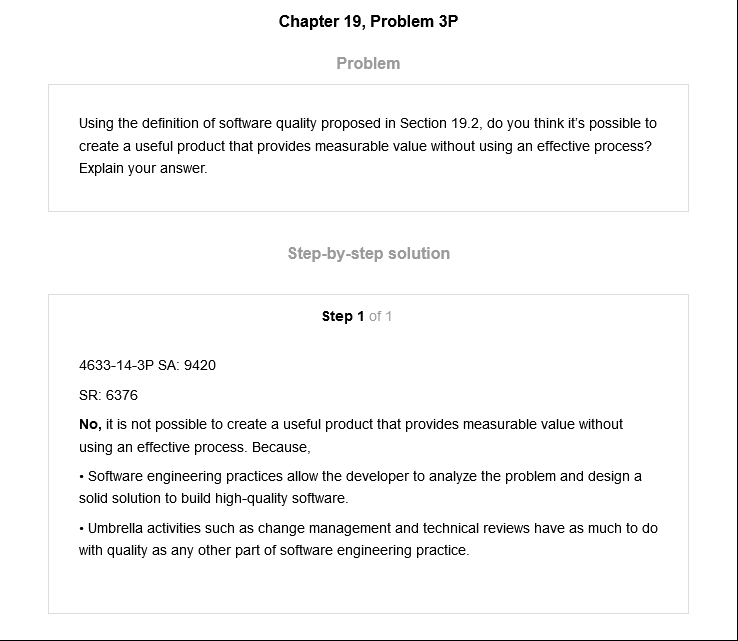 Chapter 19, Problem 3P
Problem
Using the definition of software quality proposed in Section 19.2, do you think it's possible to
create a useful product that provides measurable value without using an effective process?
Explain your answer.
Step-by-step solution
Step 1 of 1
4633-14-3P SA: 9420
SR: 6376
No, it is not possible to create a useful product that provides measurable value without
using an effective process. Because,
• Software engineering practices allow the developer to analyze the problem and design a
solid solution to build high-quality software.
• Umbrella activities such as change management and technical reviews have as much to do
with quality as any other part of software engineering practice.